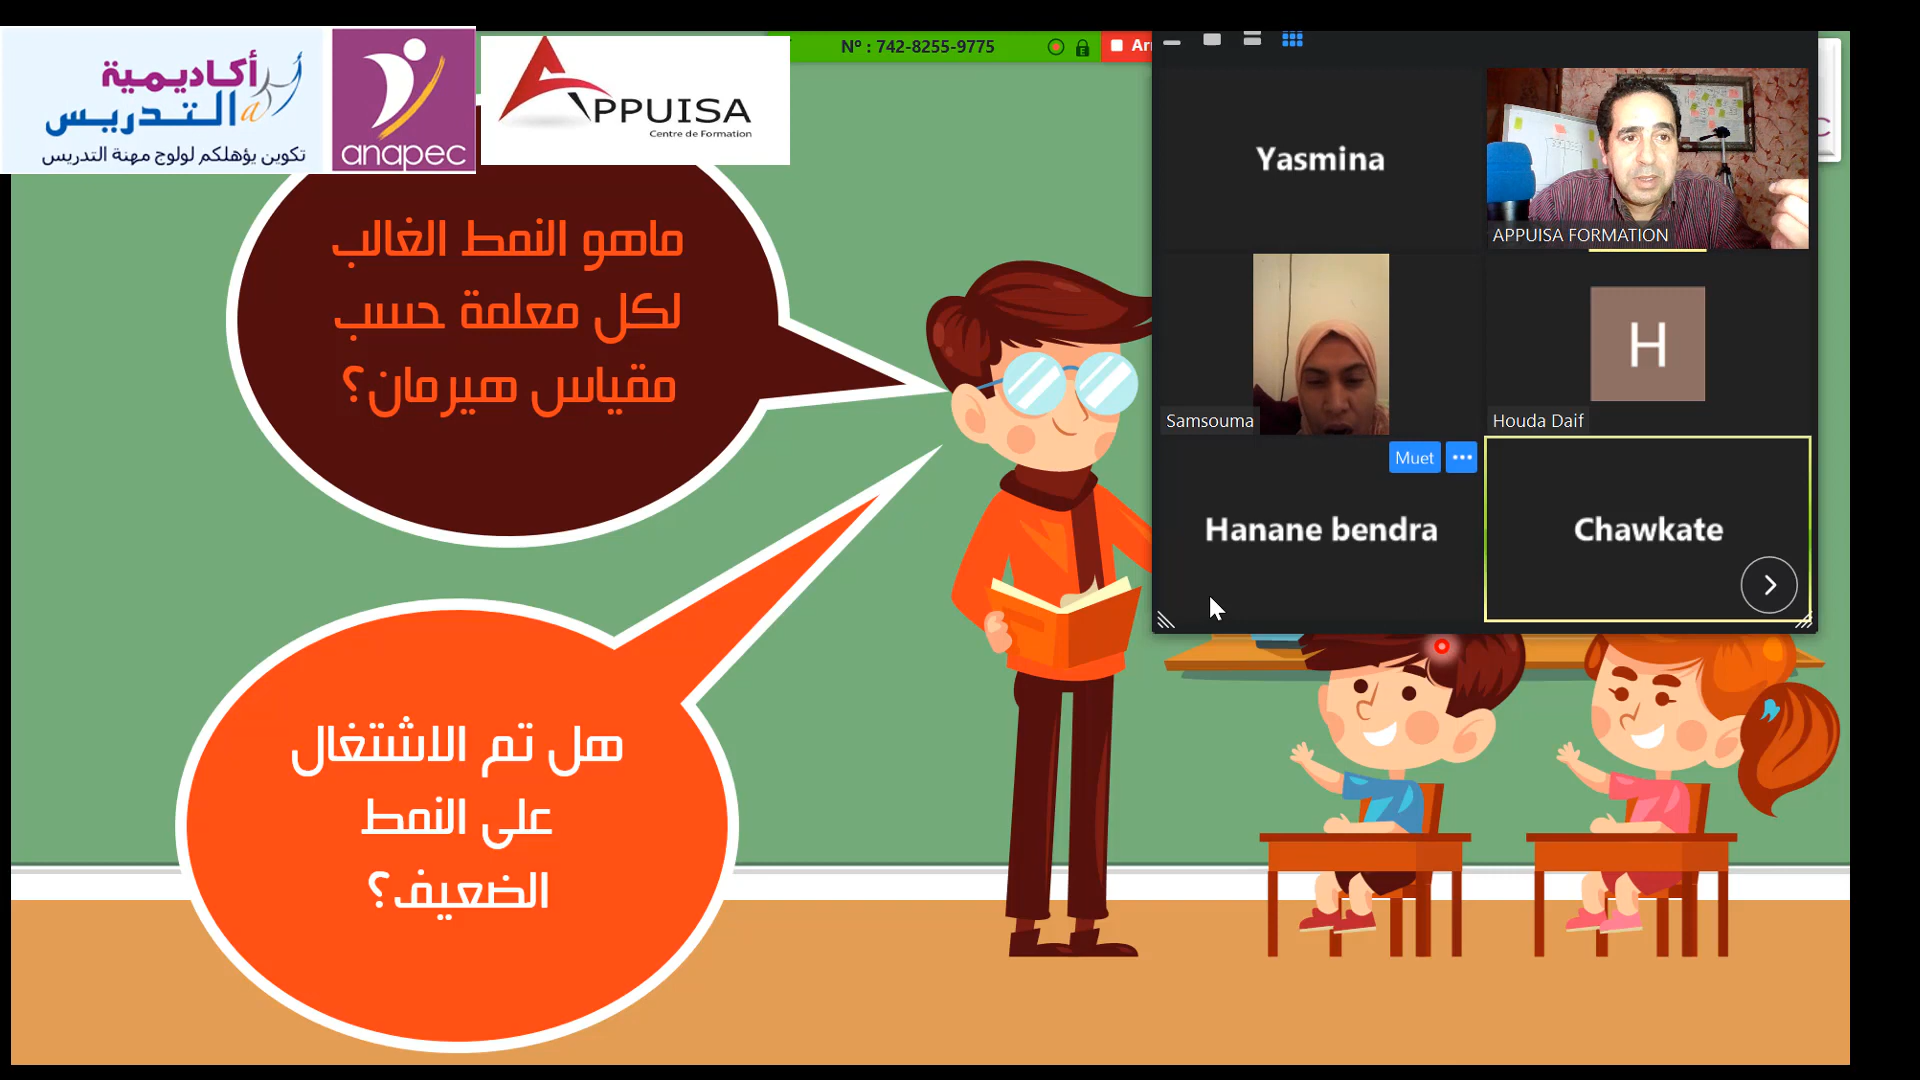 أكاديمية
التدريس
تكوين يؤهلكم لولوج مهنة التدريس
anapec
APPUISA
Centre de Formation
Nº : 742-8255-9775
Yasmina
APPUISA FORMATION
Samsouma
H
Houda Daif
Muet
Hanane bendra
Chawkate
ماهو النمط الغالب
لكل معلمة حسب
مقياس هيرمان؟
هل تم الاشتغال
على النمط
الضعيف؟